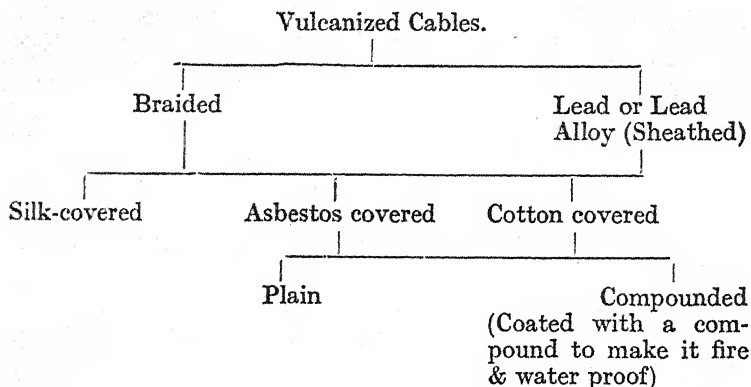 Vulcanized Cables.
Braided
Lead or Lead
Alloy (Sheathed)
Silk-covered
Asbestos covered
Cotton covered
Plain
Compounded
(Coated with a com-
pound to make it fire
& water proof)